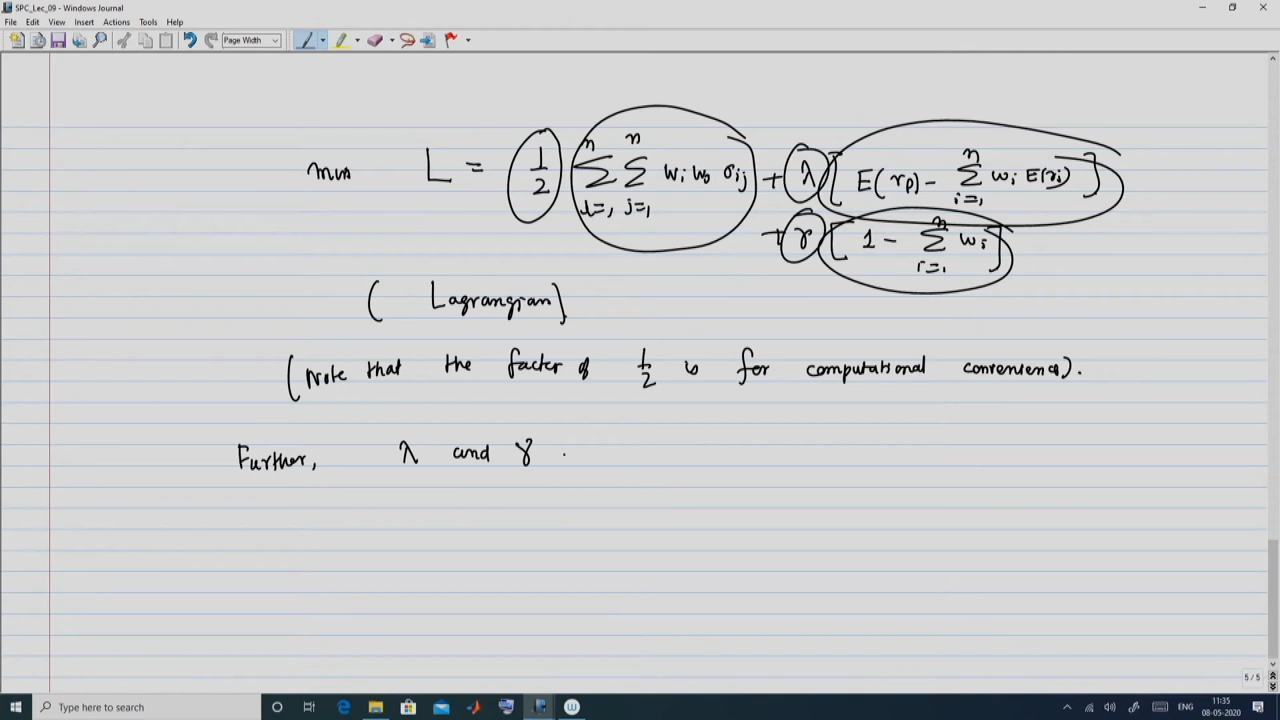 SPC_Lec_09 - Windows Journal
File Edit View Insert Actions Tools Help
Page Width
min L = 1/2 Σ_{i=1}^{n} Σ_{j=1}^{n} w_i w_j σ_ij + λ [ E(r_p) - Σ_{i=1}^{n} w_i E(r_i) ]
+ γ [ 1 - Σ_{i=1}^{n} w_i ]
( Lagrangian )
(Note that the factor of 1/2 is for computational convenience).
Further, λ and γ
5 / 5
Type here to search
ENG
11:35
08-05-2020